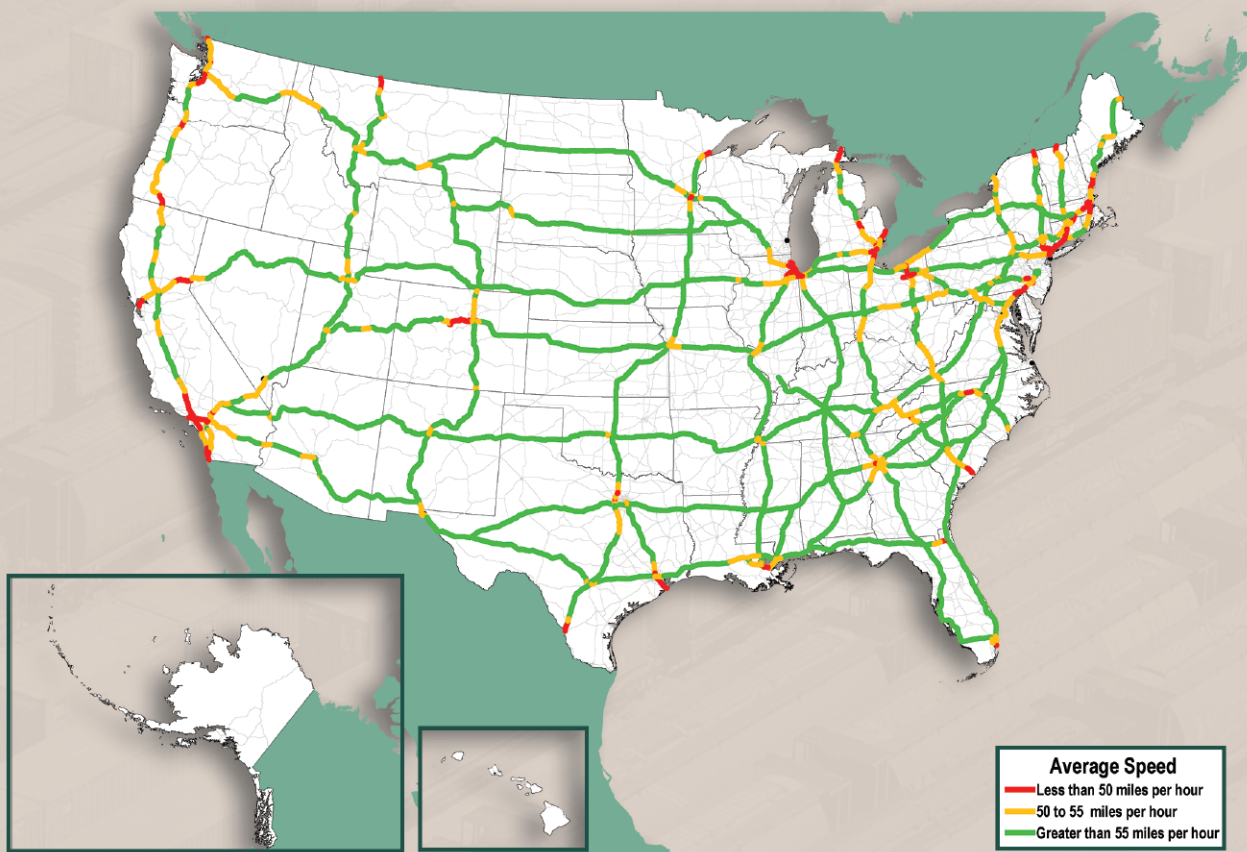 Average Speed
Less than 50 miles per hour
50 to 55 miles per hour
Greater than 55 miles per hour